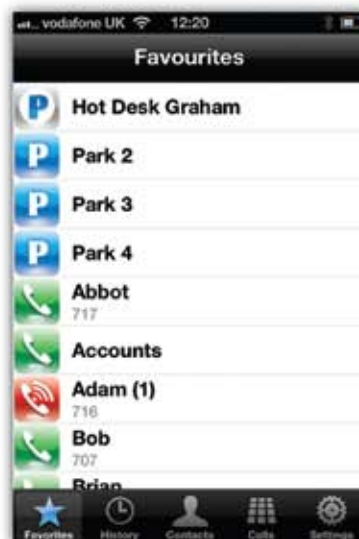 vodafone UK 12:20
Favourites
P Hot Desk Graham
P Park 2
P Park 3
P Park 4
Abbot
717
Accounts
Adam (1)
716
Bob
707
Brian
Favorites History Contacts Calls Settings